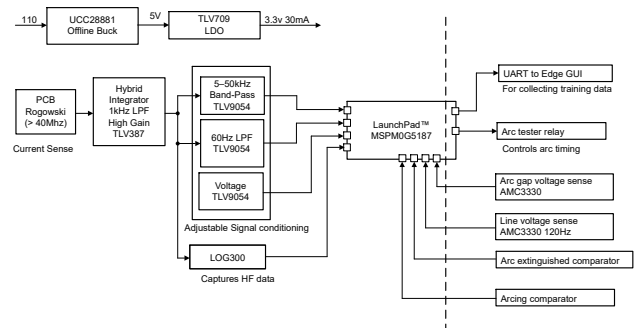 110
UCC28881
Offline Buck
5V
TLV709
LDO
3.3v 30mA
PCB
Rogowski
(> 40Mhz)
Current Sense
Hybrid
Integrator
1kHz LPF
High Gain
TLV387
5–50kHz
Band-Pass
TLV9054
60Hz LPF
TLV9054
Voltage
TLV9054
Adjustable Signal conditioning
LOG300
Captures HF data
LaunchPad™
MSPM0G5187
UART to Edge GUI
For collecting training data
Arc tester relay
Controls arc timing
Arc gap voltage sense
AMC3330
Line voltage sense
AMC3330 120Hz
Arc extinguished comparator
Arcing comparator